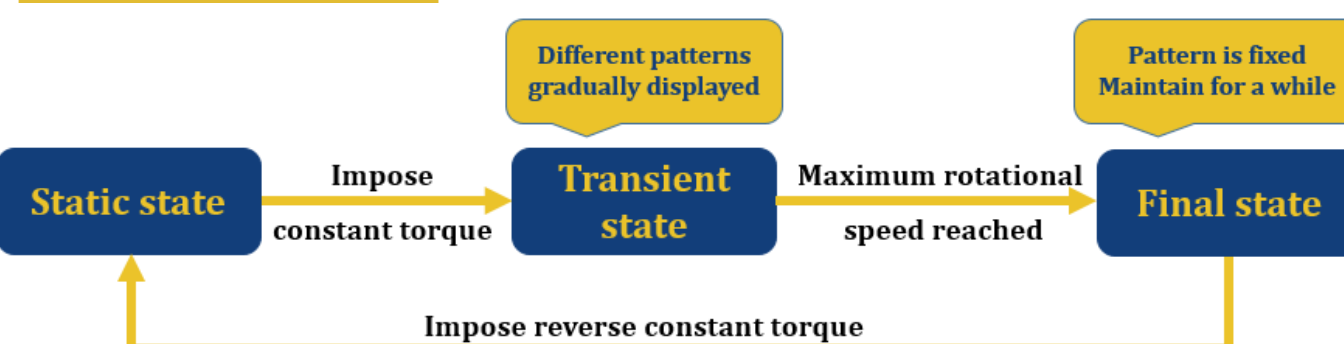 Different patterns
gradually displayed
Pattern is fixed
Maintain for a while
Static state
Impose
constant torque
Transient
state
Maximum rotational
speed reached
Final state
Impose reverse constant torque